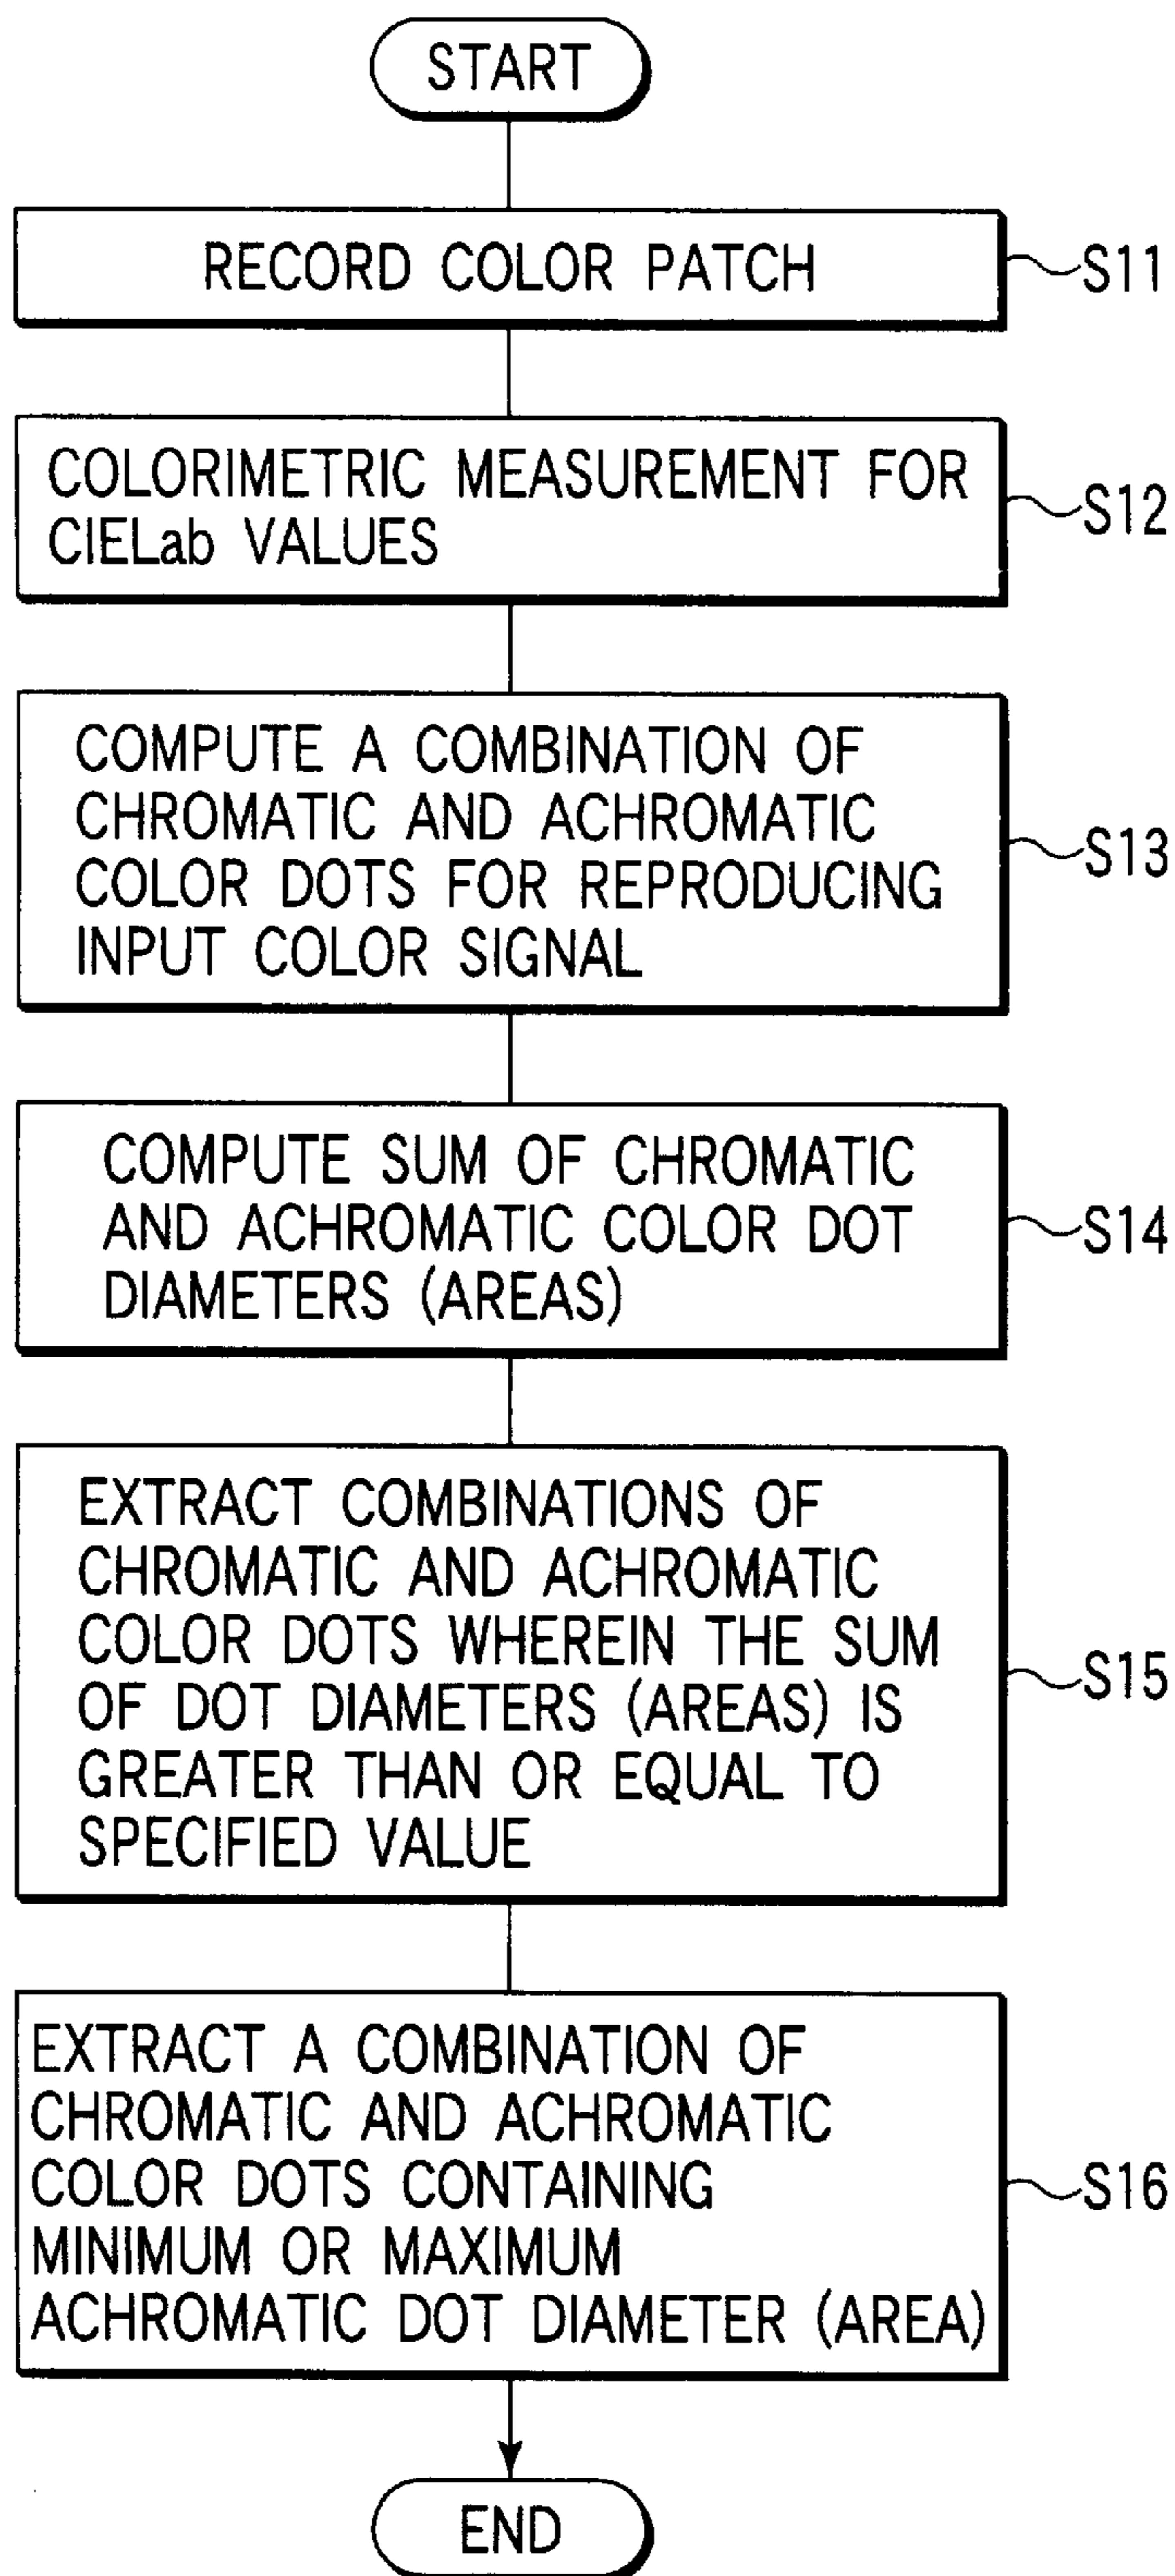 START
RECORD COLOR PATCH
S11
COLORIMETRIC MEASUREMENT FOR
CIELab VALUES
S12
COMPUTE A COMBINATION OF
CHROMATIC AND ACHROMATIC
COLOR DOTS FOR REPRODUCING
INPUT COLOR SIGNAL
S13
COMPUTE SUM OF CHROMATIC
AND ACHROMATIC COLOR DOT
DIAMETERS (AREAS)
S14
EXTRACT COMBINATIONS OF
CHROMATIC AND ACHROMATIC
COLOR DOTS WHEREIN THE SUM
OF DOT DIAMETERS (AREAS) IS
GREATER THAN OR EQUAL TO
SPECIFIED VALUE
S15
EXTRACT A COMBINATION OF
CHROMATIC AND ACHROMATIC
COLOR DOTS CONTAINING
MINIMUM OR MAXIMUM
ACHROMATIC DOT DIAMETER (AREA)
S16
END